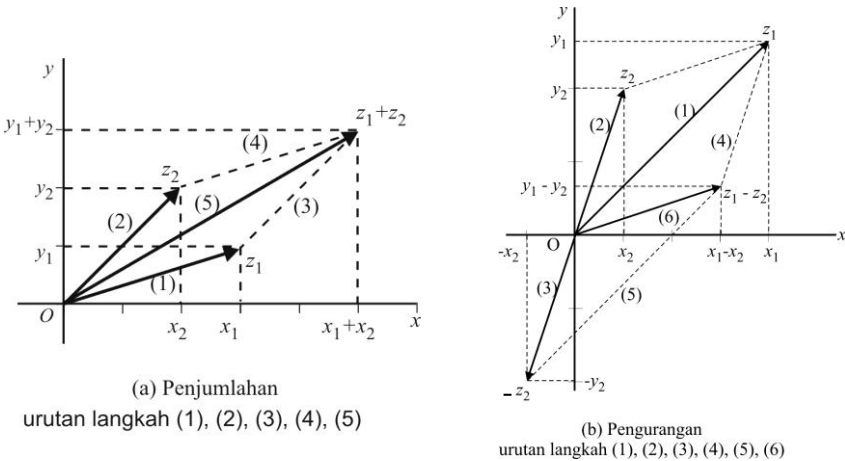 y
y₁+y₂
z₁+z₂
(4)
z₂
y₂
(2)
(5)
(3)
y₁
z₁
(1)
O
x₂
x₁
x₁+x₂
x
(a) Penjumlahan
urutan langkah (1), (2), (3), (4), (5)
y
z₁
y₁
z₂
y₂
(1)
(2)
(4)
y₁ - y₂
z₁ - z₂
(6)
O
x
-x₂
x₂
x₁-x₂
x₁
(3)
(5)
-z₂
-y₂
(b) Pengurangan
urutan langkah (1), (2), (3), (4), (5), (6)